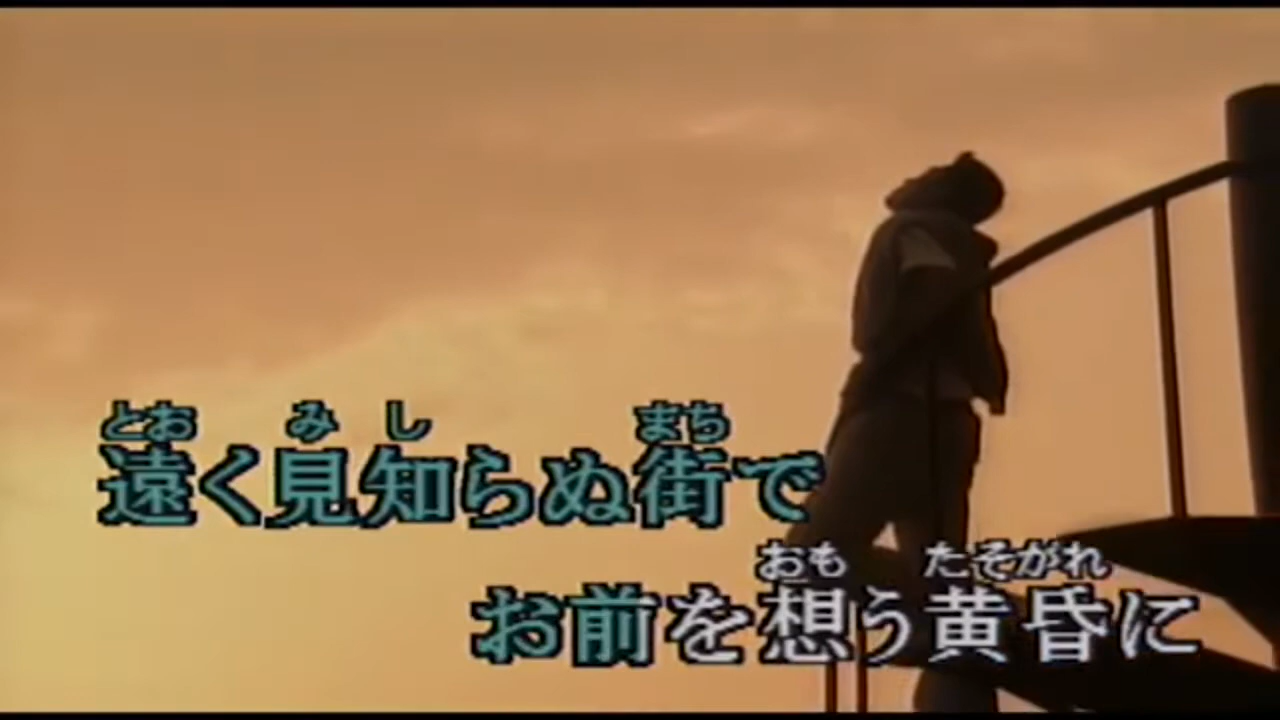 とお み し まち
遠く見知らぬ街で
おも たそがれ
お前を想う黄昏に